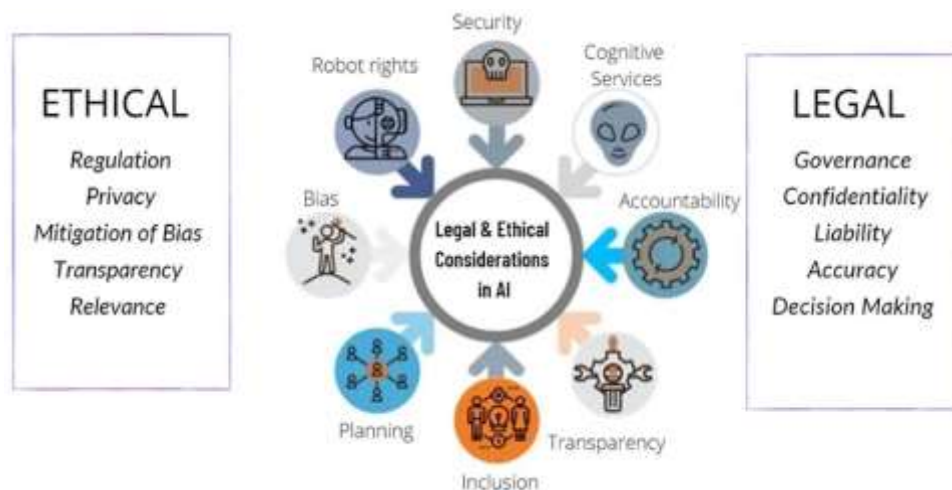 ETHICAL
Regulation
Privacy
Mitigation of Bias
Transparency
Relevance
Security
Robot rights
Cognitive
Services
Bias
Legal & Ethical
Considerations
in AI
Accountability
Planning
Inclusion
Transparency
LEGAL
Governance
Confidentiality
Liability
Accuracy
Decision Making